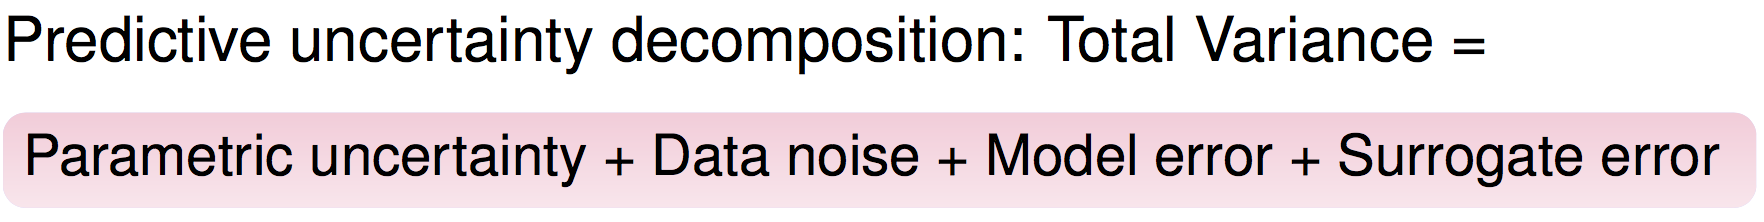 Predictive uncertainty decomposition: Total Variance =
Parametric uncertainty + Data noise + Model error + Surrogate error